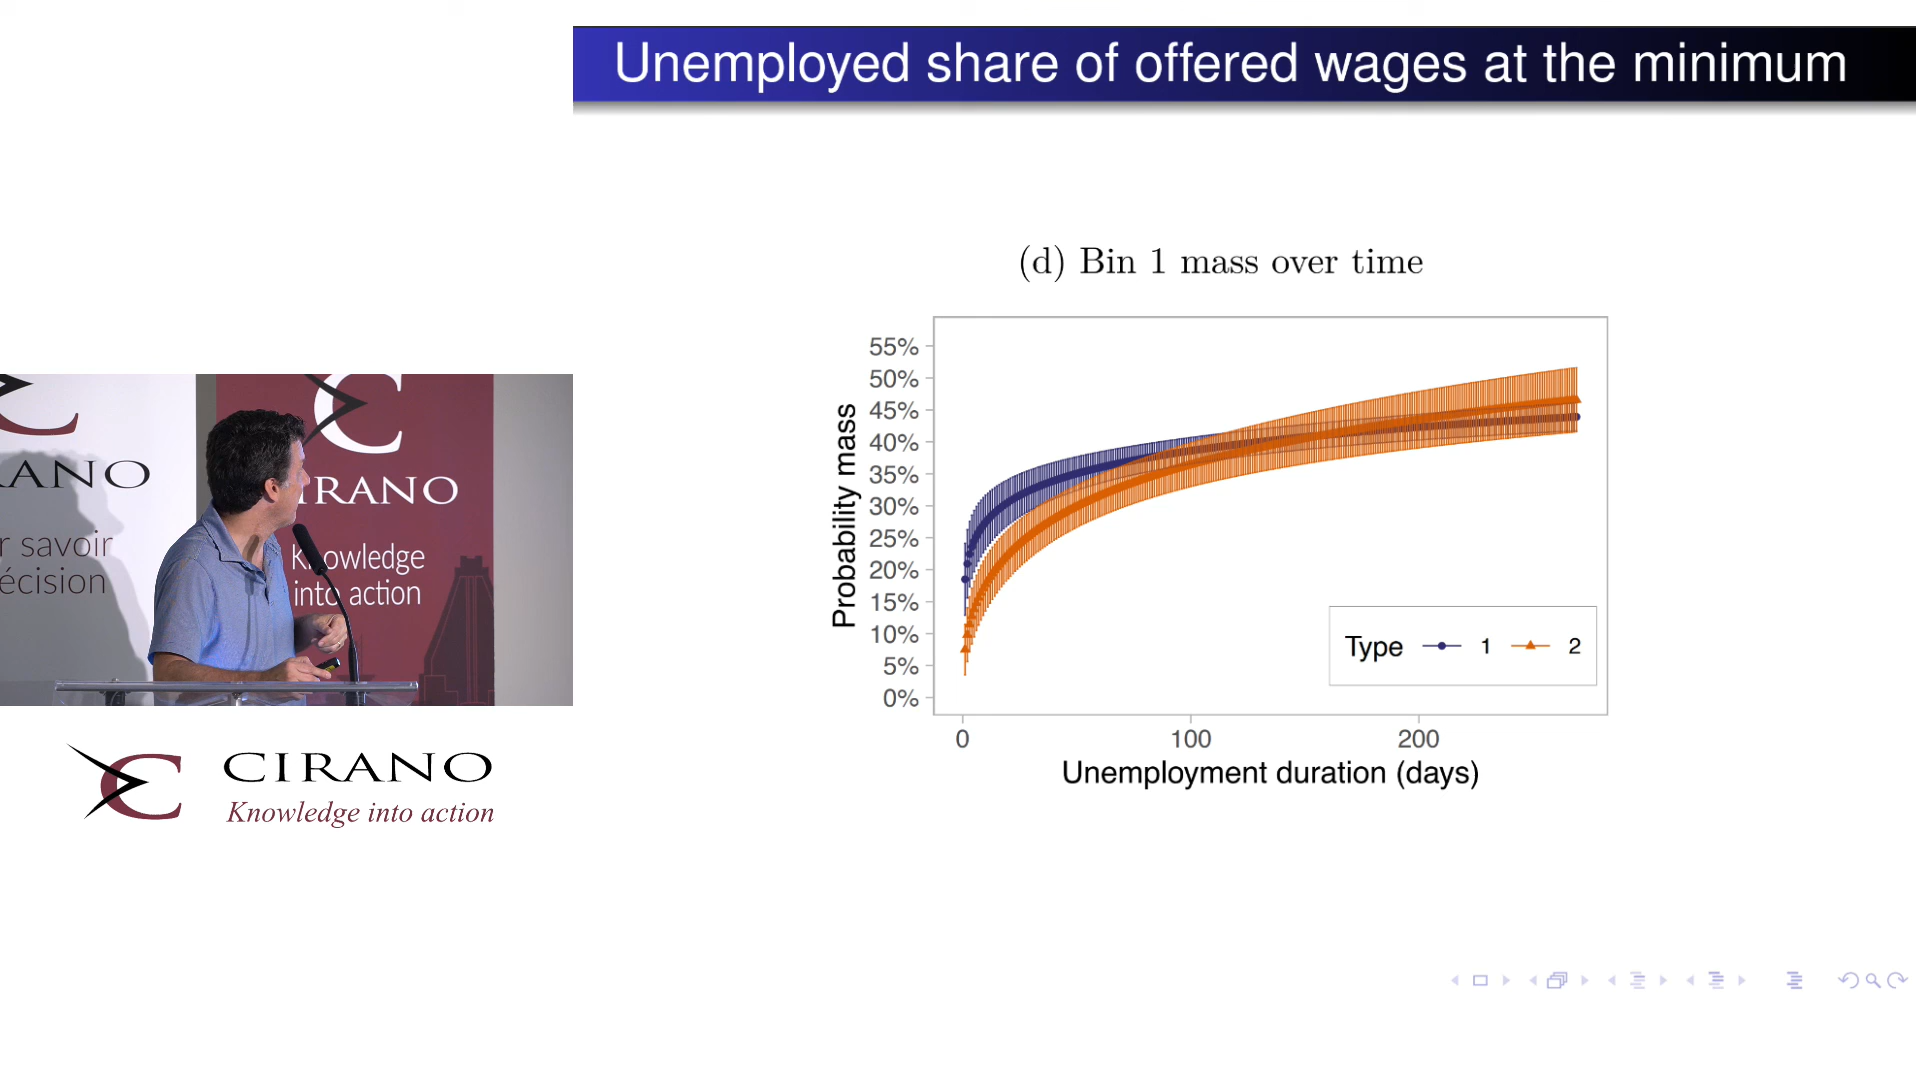 Unemployed share of offered wages at the minimum
(d) Bin 1 mass over time
55%
50%
45%
40%
35%
30%
25%
20%
15%
10%
5%
0%
Probability mass
0 100 200
Unemployment duration (days)
Type 1 2
RANO
r savoir
écision
IRANO
Knowledge
into action
CIRANO
Knowledge into action